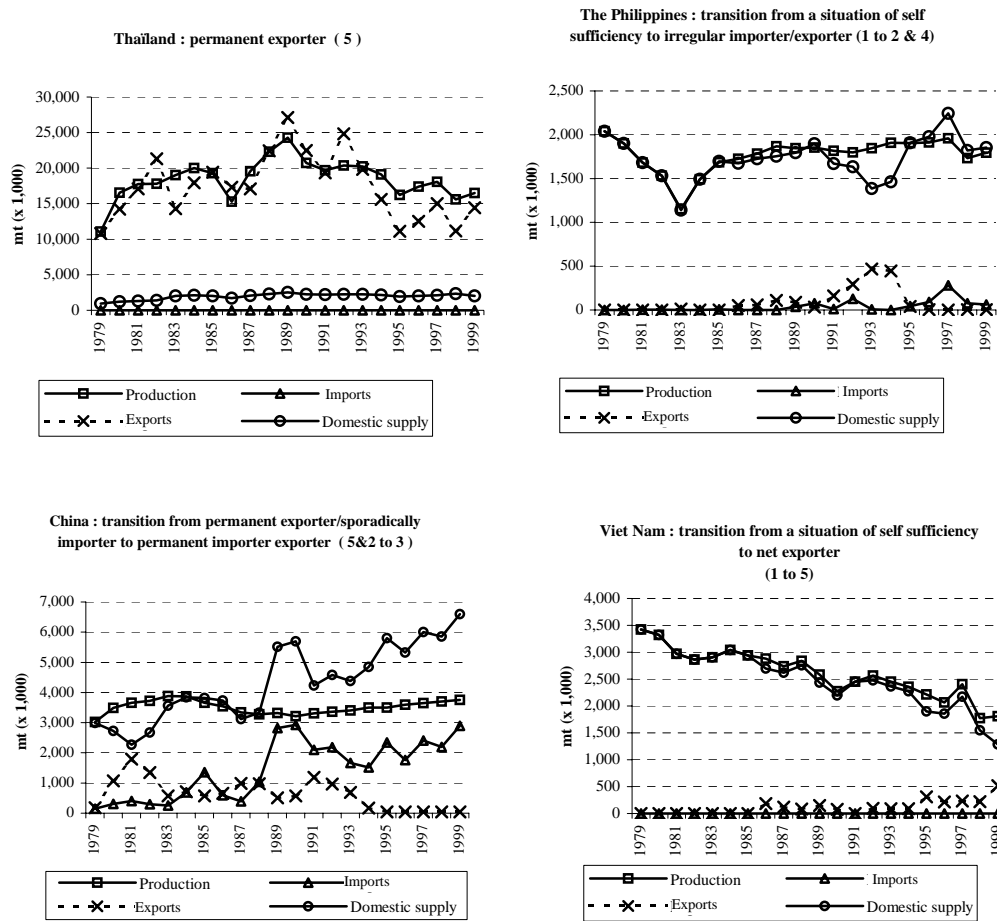 Thaïland : permanent exporter ( 5 )
mt (x 1,000)
30,000
25,000
20,000
15,000
10,000
5,000
0
1979 1981 1983 1985 1987 1989 1991 1993 1995 1997 1999
Production Imports
Exports Domestic supply
The Philippines : transition from a situation of self
sufficiency to irregular importer/exporter (1 to 2 & 4)
mt (x 1,000)
2,500
2,000
1,500
1,000
500
0
1979 1981 1983 1985 1987 1989 1991 1993 1995 1997 1999
Production Imports
Exports Domestic supply
China : transition from permanent exporter/sporadically
importer to permanent importer exporter ( 5&2 to 3 )
mt (x 1,000)
7,000
6,000
5,000
4,000
3,000
2,000
1,000
0
1979 1981 1983 1985 1987 1989 1991 1993 1995 1997 1999
Production Imports
Exports Domestic supply
Viet Nam : transition from a situation of self sufficiency
to net exporter
(1 to 5)
mt (x 1,000)
4,000
3,500
3,000
2,500
2,000
1,500
1,000
500
0
1979 1981 1983 1985 1987 1989 1991 1993 1995 1997 1999
Production Imports
Exports Domestic supply